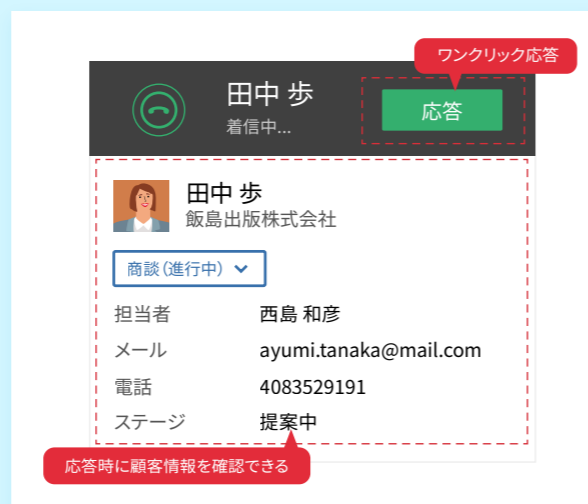 ワンクリック応答
田中 歩
着信中...
応答
田中 歩
飯島出版株式会社
商談（進行中）
担当者 西島 和彦
メール ayumi.tanaka@mail.com
電話 4083529191
ステージ 提案中
応答時に顧客情報を確認できる